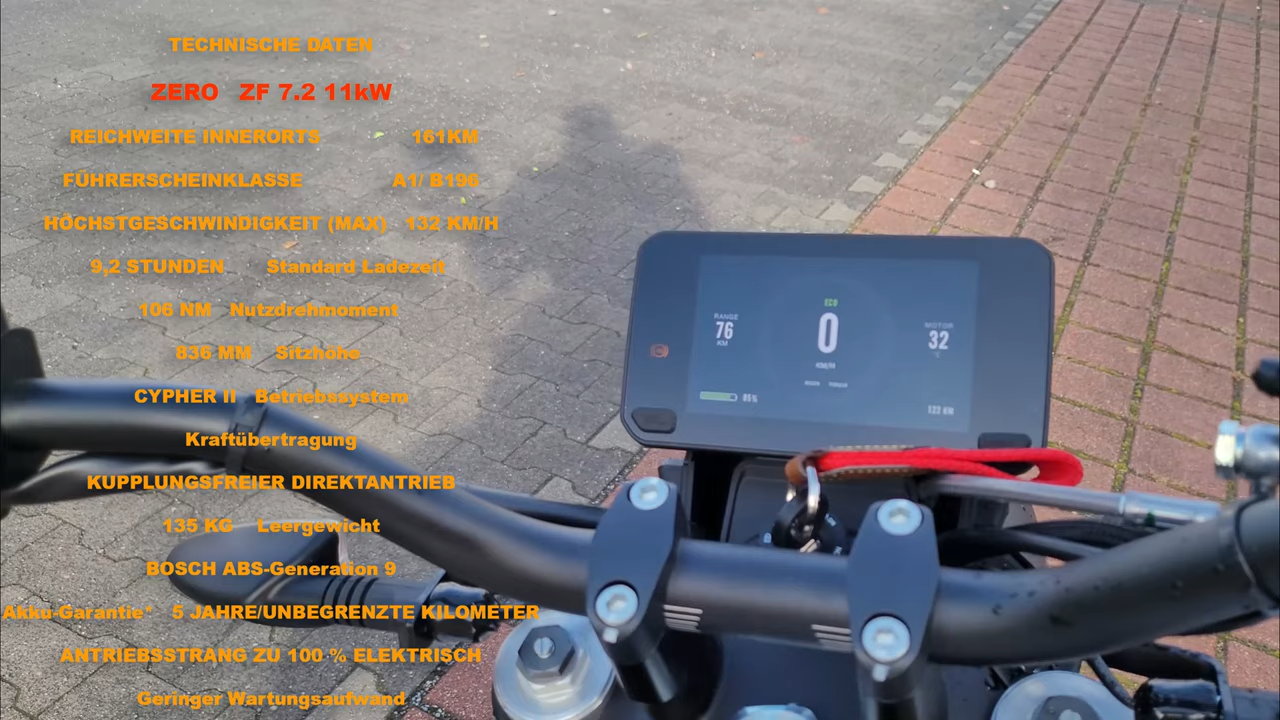 TECHNISCHE DATEN
ZERO ZF 7.2 11kW
REICHWEITE INNERORTS 161KM
FÜHRERSCHEINKLASSE A1/ B196
HÖCHSTGESCHWINDIGKEIT (MAX) 132 KM/H
9,2 STUNDEN Standard Ladezeit
106 NM Nutzdrehmoment
836 MM Sitzhöhe
CYPHER II Betriebssystem
Kraftübertragung
KUPPLUNGSFREIER DIREKTANTRIEB
135 KG Leergewicht
BOSCH ABS-Generation 9
Akku-Garantie* 5 JAHRE/UNBEGRENZTE KILOMETER
ANTRIEBSSTRANG ZU 100 % ELEKTRISCH
Geringer Wartungsaufwand
ECO
RANGE
76
KM
0
KM/H
MOTOR
32
°C
85%
122 KM